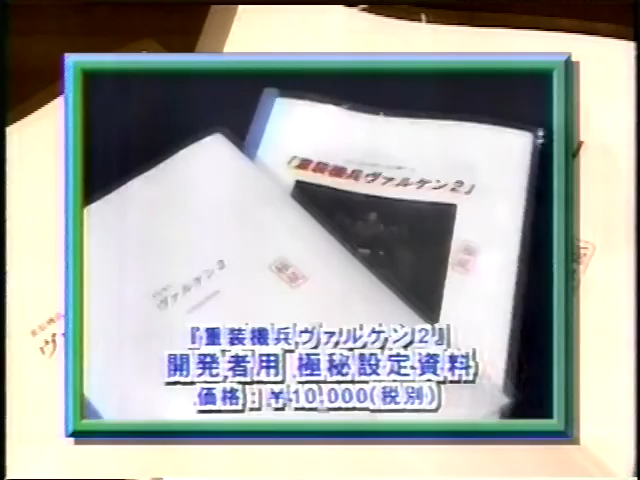 『重装機兵ヴァルケン2』
ヴァルケン2
『重装機兵ヴァルケン2』
開発者用 極秘設定資料
価格:¥10,000(税別)